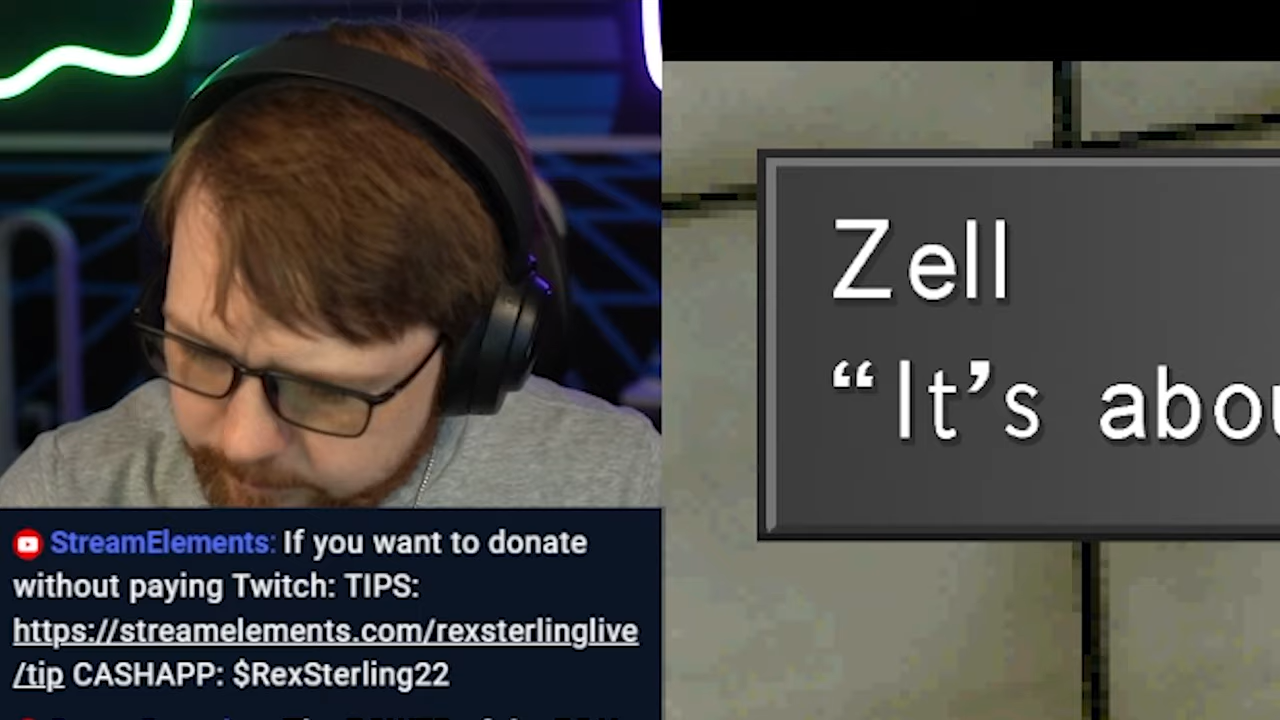 StreamElements: If you want to donate
without paying Twitch: TIPS:
https://streamelements.com/rexsterlinglive
/tip CASHAPP: $RexSterling22
Zell
“It’s abou